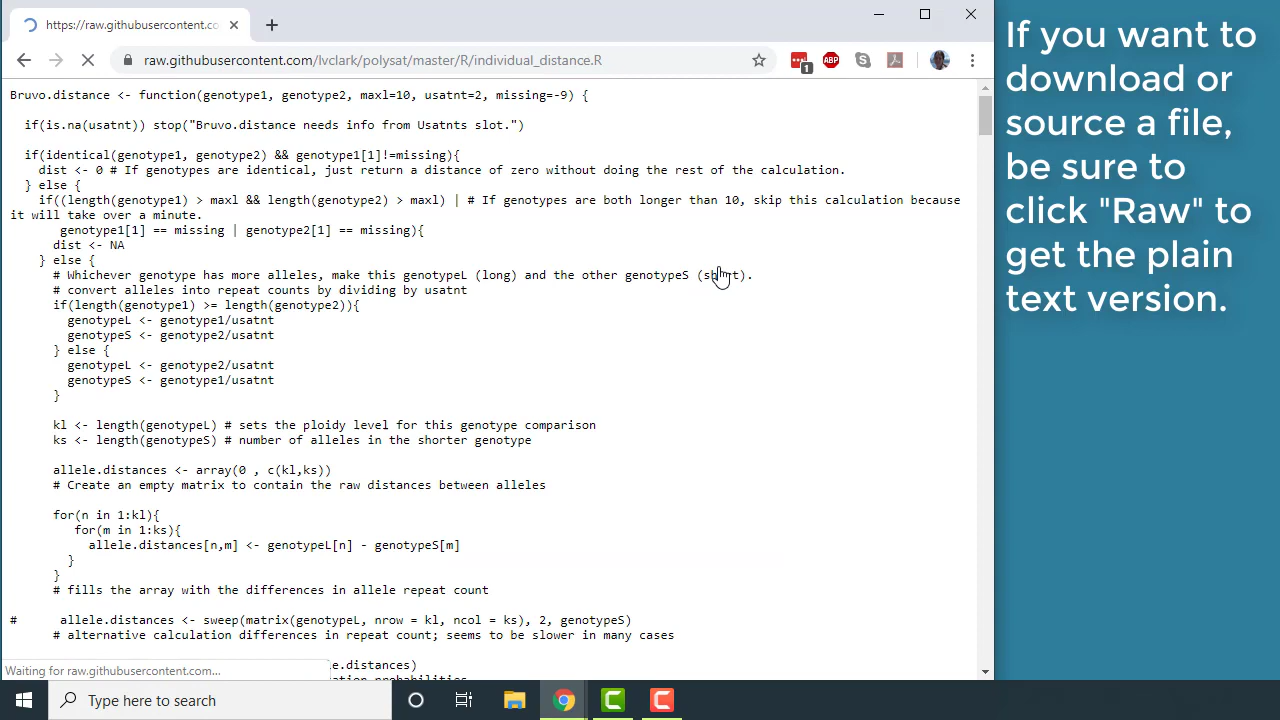 https://raw.githubusercontent.co
raw.githubusercontent.com/lvclark/polysat/master/R/individual_distance.R
1
ABP
Bruvo.distance <- function(genotype1, genotype2, maxl=10, usatnt=2, missing=-9) {
if(is.na(usatnt)) stop("Bruvo.distance needs info from Usatnts slot.")
if(identical(genotype1, genotype2) && genotype1[1]!=missing){
dist <- 0 # If genotypes are identical, just return a distance of zero without doing the rest of the calculation.
} else {
if((length(genotype1) > maxl && length(genotype2) > maxl) | # If genotypes are both longer than 10, skip this calculation because
it will take over a minute.
genotype1[1] == missing | genotype2[1] == missing){
dist <- NA
} else {
# Whichever genotype has more alleles, make this genotypeL (long) and the other genotypeS (short).
# convert alleles into repeat counts by dividing by usatnt
if(length(genotype1) >= length(genotype2)){
genotypeL <- genotype1/usatnt
genotypeS <- genotype2/usatnt
} else {
genotypeL <- genotype2/usatnt
genotypeS <- genotype1/usatnt
}
kl <- length(genotypeL) # sets the ploidy level for this genotype comparison
ks <- length(genotypeS) # number of alleles in the shorter genotype
allele.distances <- array(0 , c(kl,ks))
# Create an empty matrix to contain the raw distances between alleles
for(n in 1:kl){
for(m in 1:ks){
allele.distances[n,m] <- genotypeL[n] - genotypeS[m]
}
}
# fills the array with the differences in allele repeat count
# allele.distances <- sweep(matrix(genotypeL, nrow = kl, ncol = ks), 2, genotypeS)
# alternative calculation differences in repeat count; seems to be slower in many cases
le.distances)
Waiting for raw.githubusercontent.com...
Type here to search
If you want to
download or
source a file,
be sure to
click "Raw" to
get the plain
text version.